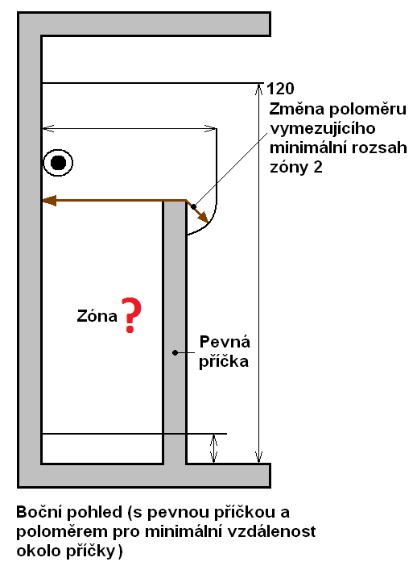 120
Změna poloměru
vymezujícího
minimální rozsah
zóny 2
Zóna ?
Pevná
příčka
Boční pohled (s pevnou příčkou a
poloměrem pro minimální vzdálenost
okolo příčky)